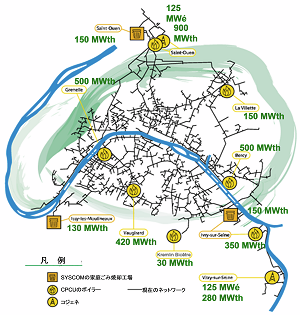 125
MWé
900
MWth
Saint-Ouen
150 MWth
Saint-Ouen
500 MWth
Grenelle
La Villette
150 MWth
500 MWth
Bercy
150 MWth
Issy-les-Moulineaux
130 MWth
Vaugirard
420 MWth
Ivry-sur-Seine
350 MWth
Kremlin Bicêtre
30 MWth
Vitry-sur-Seine
125 MWé
280 MWth
凡 例
SYSCOMの家庭ごみ焼却工場
CPCUのボイラー
現在のネットワーク
コジェネ